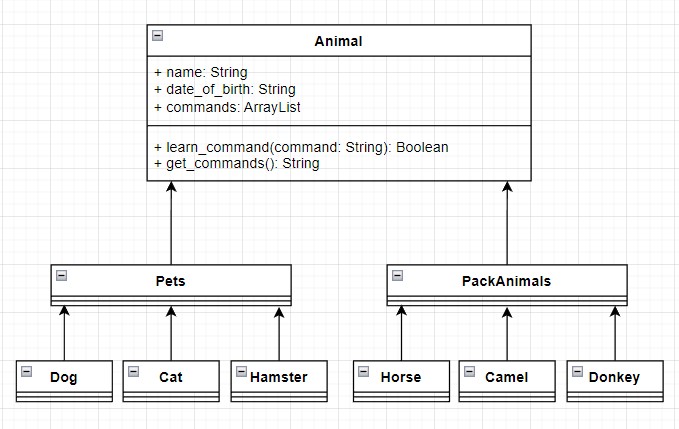 Animal
+ name: String
+ date_of_birth: String
+ commands: ArrayList
+ learn_command(command: String): Boolean
+ get_commands(): String
Pets
PackAnimals
Dog
Cat
Hamster
Horse
Camel
Donkey